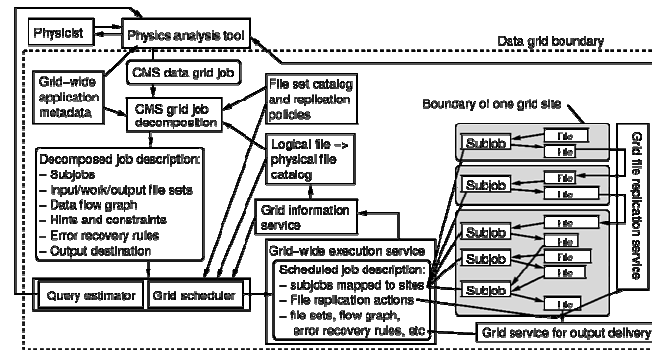 Physicist
Physics analysis tool
Data grid boundary
CMS data grid job
Grid-wide
application
metadata
CMS grid job
decomposition
File set catalog
and replication
policies
Boundary of one grid site
Decomposed job description:
- Subjobs
- Input/work/output file sets
- Data flow graph
- Hints and constraints
- Error recovery rules
- Output destination
Logical file ->
physical file
catalog
Grid information
service
Query estimator
Grid scheduler
Grid-wide execution service
Scheduled job description:
- subjobs mapped to sites
- File replication actions
- file sets, flow graph,
error recovery rules, etc
Subjob
File
File
Subjob
File
File
Subjob
File
File
Subjob
File
File
Subjob
File
Grid file replication
service
Grid service for output delivery